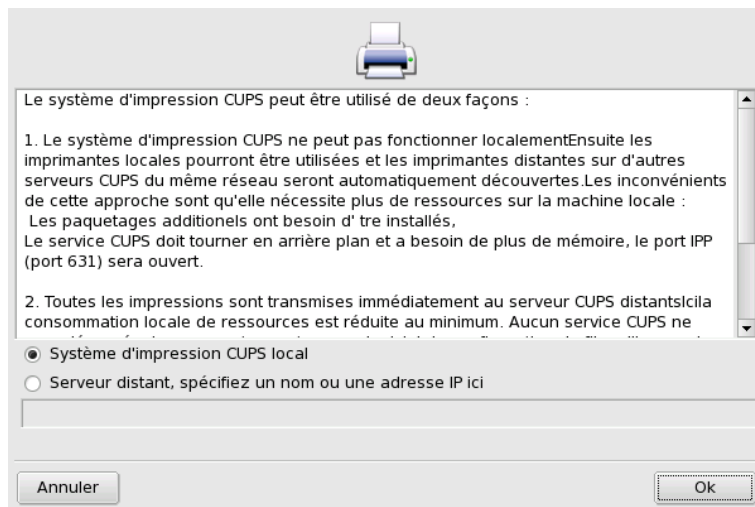 Le système d'impression CUPS peut être utilisé de deux façons :
1. Le système d'impression CUPS ne peut pas fonctionner localementEnsuite les
imprimantes locales pourront être utilisées et les imprimantes distantes sur d'autres
serveurs CUPS du même réseau seront automatiquement découvertes.Les inconvénients
de cette approche sont qu'elle nécessite plus de ressources sur la machine locale :
Les paquetages additionels ont besoin d' tre installés,
Le service CUPS doit tourner en arrière plan et a besoin de plus de mémoire, le port IPP
(port 631) sera ouvert.
2. Toutes les impressions sont transmises immédiatement au serveur CUPS distantsIcila
consommation locale de ressources est réduite au minimum. Aucun service CUPS ne
Système d'impression CUPS local
Serveur distant, spécifiez un nom ou une adresse IP ici
Annuler
Ok